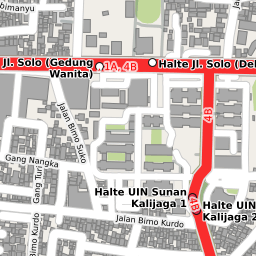 bimanyu
Jl. Solo (Gedung
Wanita)
1A, 4B
Halte Jl. Solo (De
4B
Jalan Bimo Suko
Gang Nangka
Gang Turi
Halte UIN Sunan
Kalijaga 1
4B
Halte UIN
Kalijaga 2
Jalan Bimo Kurdo
Bimo Kurdo